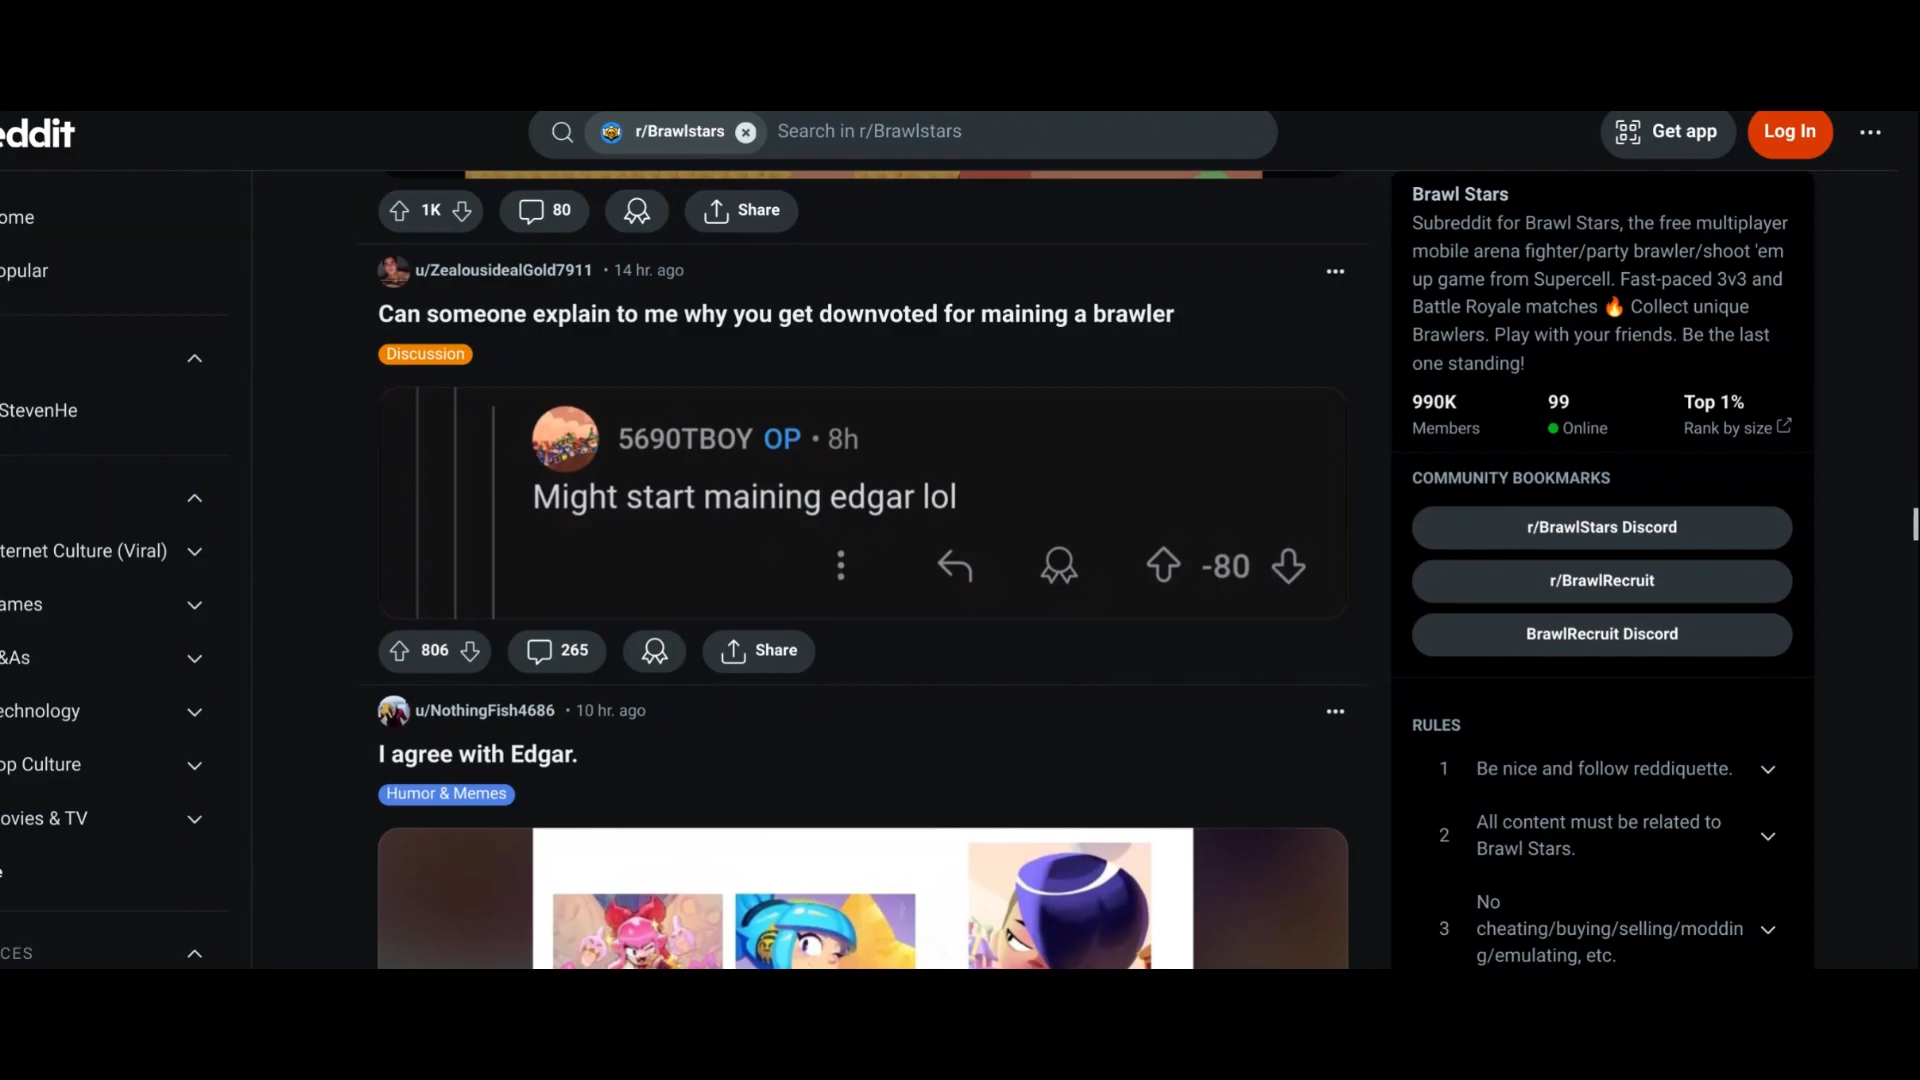 eddit
r/Brawlstars
Search in r/Brawlstars
Get app
Log In
ome
opular
StevenHe
ternet Culture (Viral)
ames
&As
echnology
op Culture
ovies & TV
e
CES
1K
80
Share
u/ZealousidealGold7911 • 14 hr. ago
Can someone explain to me why you get downvoted for maining a brawler
Discussion
5690TBOY OP • 8h
Might start maining edgar lol
-80
806
265
Share
u/NothingFish4686 • 10 hr. ago
I agree with Edgar.
Humor & Memes
Brawl Stars
Subreddit for Brawl Stars, the free multiplayer
mobile arena fighter/party brawler/shoot 'em
up game from Supercell. Fast-paced 3v3 and
Battle Royale matches 🔥 Collect unique
Brawlers. Play with your friends. Be the last
one standing!
990K 99 Top 1%
Members Online Rank by size
COMMUNITY BOOKMARKS
r/BrawlStars Discord
r/BrawlRecruit
BrawlRecruit Discord
RULES
1 Be nice and follow reddiquette.
2 All content must be related to
Brawl Stars.
3 No
cheating/buying/selling/moddin
g/emulating, etc.